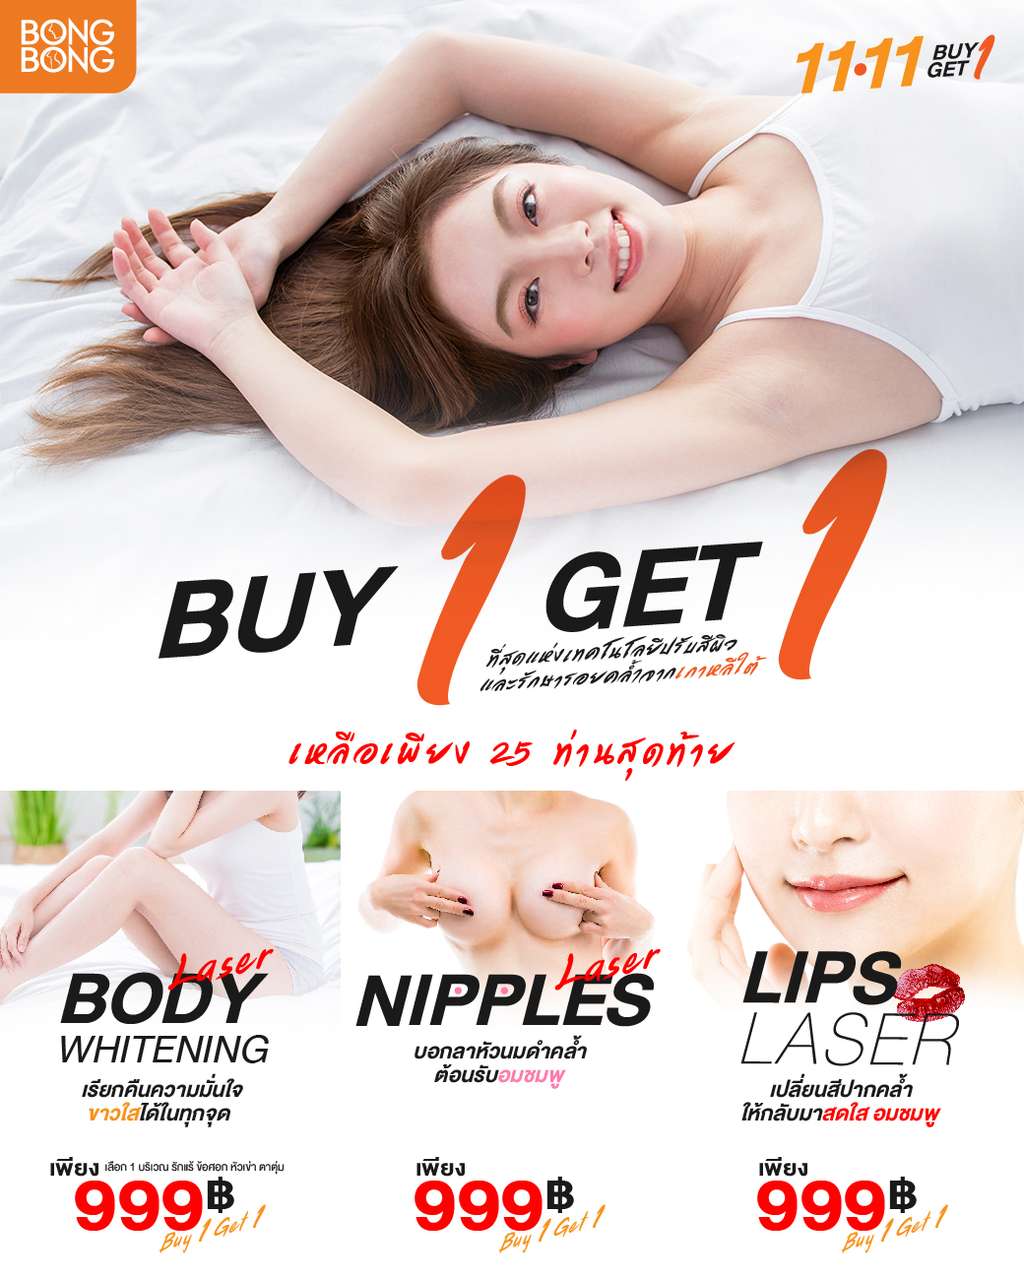 BONG
BONG
11•11 BUY 1
GET
BUY 1 GET 1
ที่สุดแห่งเทคโนโลยีปรับสีผิว
และรักษารอยคล้ำจากเกาหลีใต้
เหลือเพียง 25 ท่านสุดท้าย
Laser
BODY
WHITENING
เรียกคืนความมั่นใจ
ขาวใสได้ในทุกจุด
เพียง เลือก 1 บริเวณ รักแร้ ข้อศอก หัวเข่า ตาตุ่ม
999฿
Buy 1 Get 1
Laser
NIPPLES
บอกลาหัวนมดำคล้ำ
ต้อนรับอมชมพู
เพียง
999฿
Buy 1 Get 1
LIPS
LASER
เปลี่ยนสีปากคล้ำ
ให้กลับมาสดใส อมชมพู
เพียง
999฿
Buy 1 Get 1